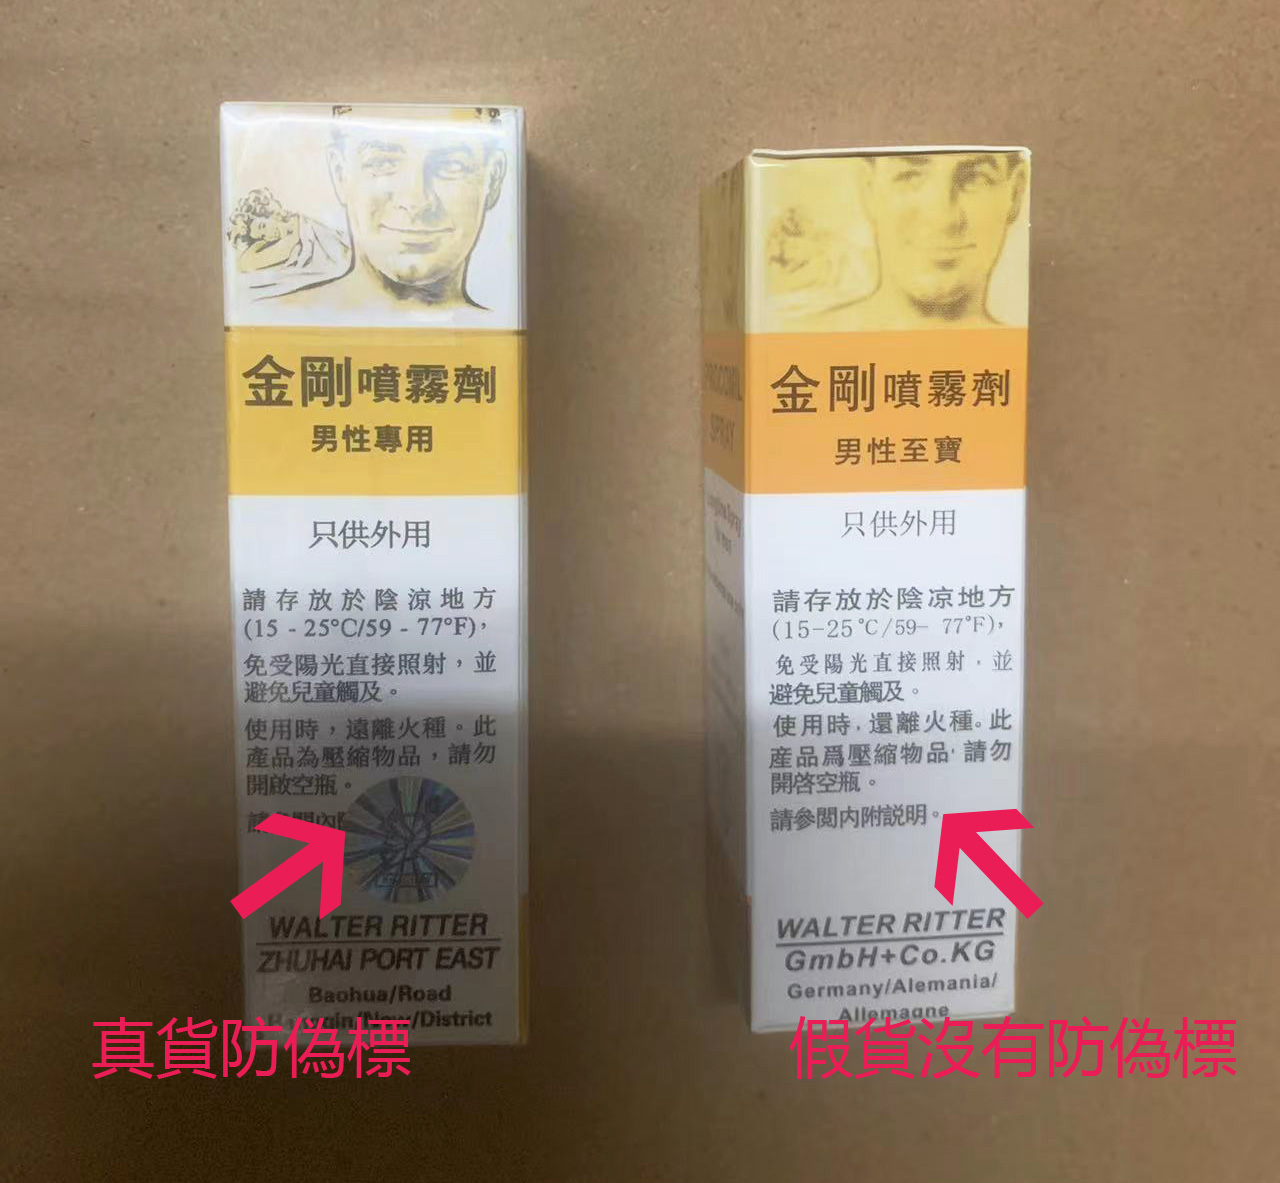 金剛噴霧劑
男性專用
只供外用
請存放於陰涼地方
(15 - 25°C/59 - 77°F)，
免受陽光直接照射，並
避免兒童觸及。
使用時，遠離火種。此
產品為壓縮物品，請勿
開啟空瓶。
WALTER RITTER
ZHUHAI PORT EAST
Baohua/Road
New/District
真貨防偽標
SPRAY
金剛噴霧劑
男性至寶
只供外用
請存放於陰凉地方
(15-25℃/59- 77°F),
免受陽光直接照射，並
避免兒童觸及。
使用時,還離火種。此
産品爲壓縮物品,請勿
開啓空瓶。
請參閲内附説明。
WALTER RITTER
GmbH+Co.KG
Germany/Alemania/
Allemagne
假貨沒有防偽標